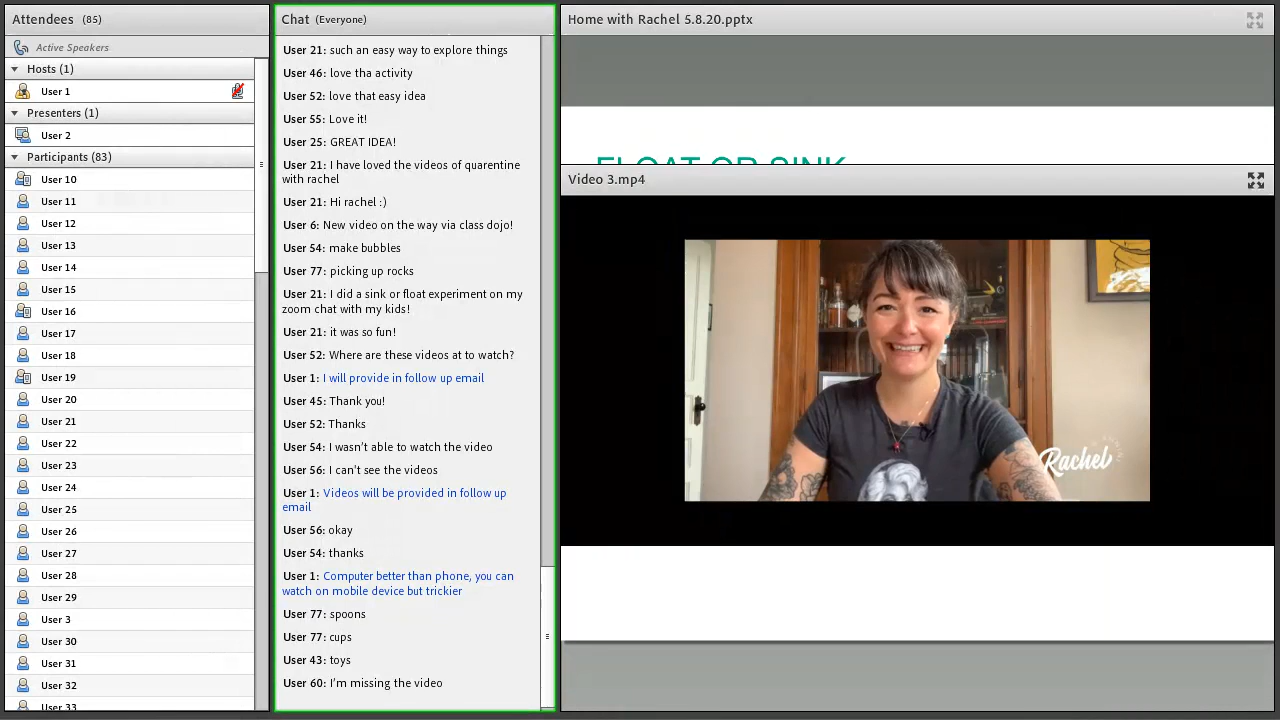 Attendees (85)
Active Speakers
Hosts (1)
User 1
Presenters (1)
User 2
Participants (83)
User 10
User 11
User 12
User 13
User 14
User 15
User 16
User 17
User 18
User 19
User 20
User 21
User 22
User 23
User 24
User 25
User 26
User 27
User 28
User 29
User 3
User 30
User 31
User 32
User 33
Chat (Everyone)
User 21: such an easy way to explore things
User 46: love tha activity
User 52: love that easy idea
User 55: Love it!
User 25: GREAT IDEA!
User 21: I have loved the videos of quarentine
with rachel
User 21: Hi rachel :)
User 6: New video on the way via class dojo!
User 54: make bubbles
User 77: picking up rocks
User 21: I did a sink or float experiment on my
zoom chat with my kids!
User 21: it was so fun!
User 52: Where are these videos at to watch?
User 1: I will provide in follow up email
User 45: Thank you!
User 52: Thanks
User 54: I wasn't able to watch the video
User 56: I can't see the videos
User 1: Videos will be provided in follow up
email
User 56: okay
User 54: thanks
User 1: Computer better than phone, you can
watch on mobile device but trickier
User 77: spoons
User 77: cups
User 43: toys
User 60: I'm missing the video
Home with Rachel 5.8.20.pptx
FLOAT OR SINK
Video 3.mp4
Rachel